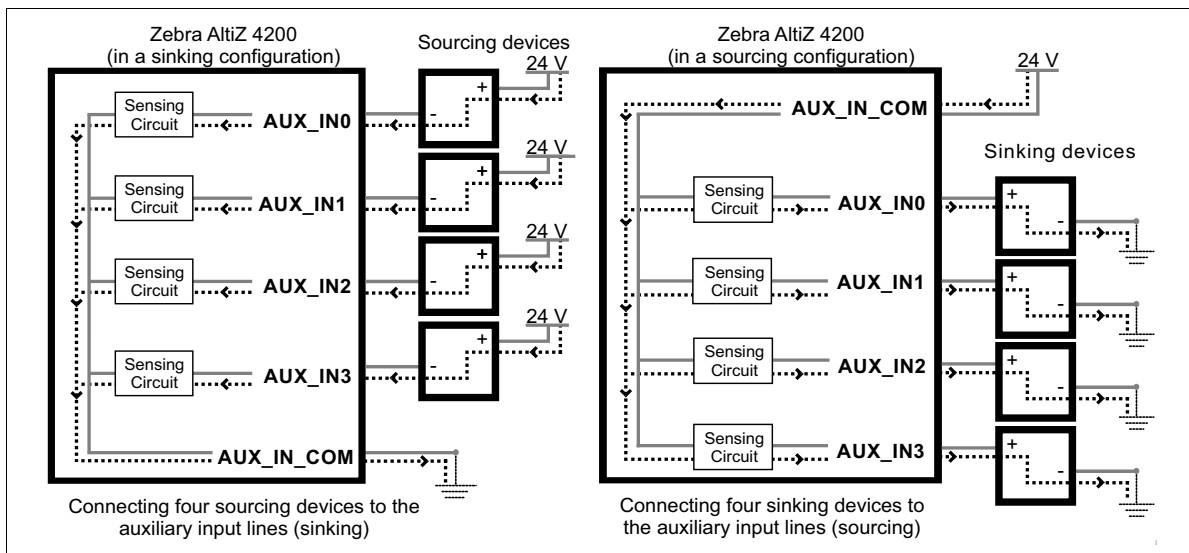 Zebra AltiZ 4200
(in a sinking configuration)
Sourcing devices
24 V
Sensing
Circuit
AUX_IN0
-
+
24 V
Sensing
Circuit
AUX_IN1
-
+
24 V
Sensing
Circuit
AUX_IN2
-
+
24 V
Sensing
Circuit
AUX_IN3
-
+
AUX_IN_COM
Connecting four sourcing devices to the
auxiliary input lines (sinking)
Zebra AltiZ 4200
(in a sourcing configuration)
24 V
AUX_IN_COM
Sinking devices
Sensing
Circuit
AUX_IN0
+
-
Sensing
Circuit
AUX_IN1
+
-
Sensing
Circuit
AUX_IN2
+
-
Sensing
Circuit
AUX_IN3
+
-
Connecting four sinking devices to
the auxiliary input lines (sourcing)